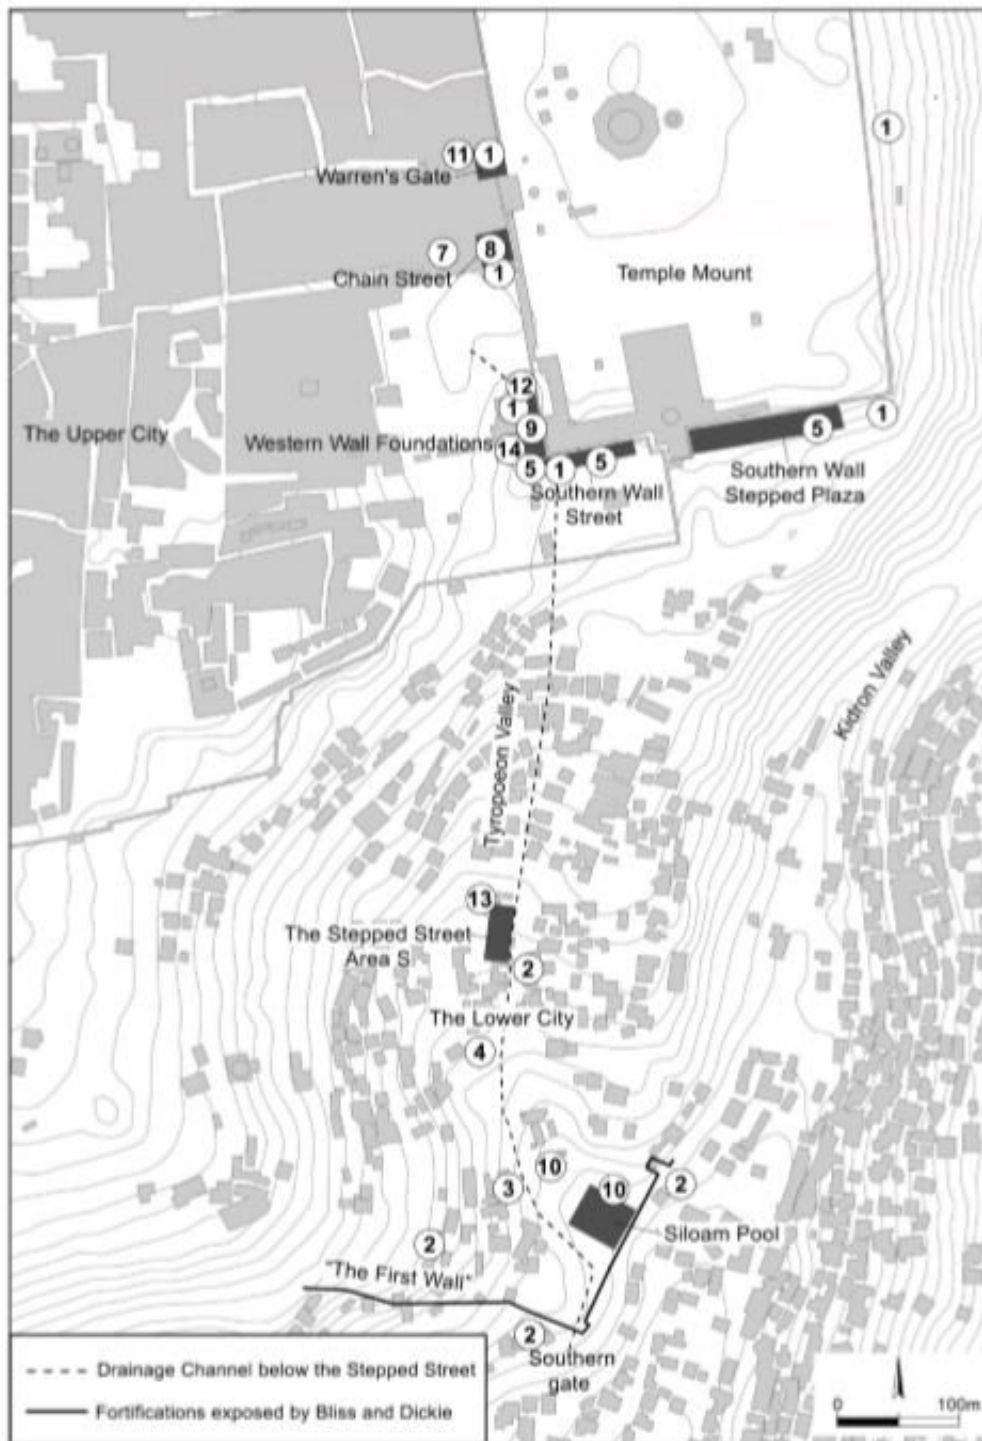 1
11 1
Warren's Gate
7 8
Chain Street 1
Temple Mount
12
1
9
The Upper City
Western Wall Foundations 14
5 1 5
Southern Wall
Street
5 1
Southern Wall
Stepped Plaza
Kidron Valley
Tyropoeon Valley
13
The Stepped Street
Area S
2
The Lower City
4
10
3
10
2
Siloam Pool
2
"The First Wall"
2
Southern
gate
Drainage Channel below the Stepped Street
Fortifications exposed by Bliss and Dickie
0 100m